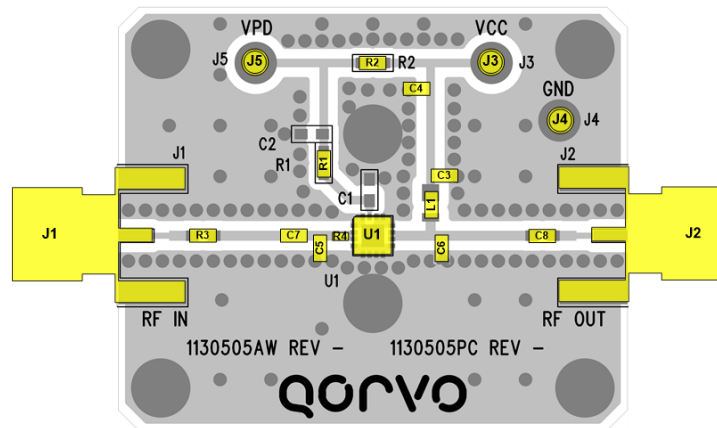 VPD
VCC
J5
J5
R2
R2
J3
J3
C4
GND
J4
J4
C2
J1
R1
R1
C3
J2
C1
L1
J1
R3
C7
C5
R4
U1
C6
C8
J2
U1
RF IN
RF OUT
1130505AW REV -
1130505PC REV -
QORVO